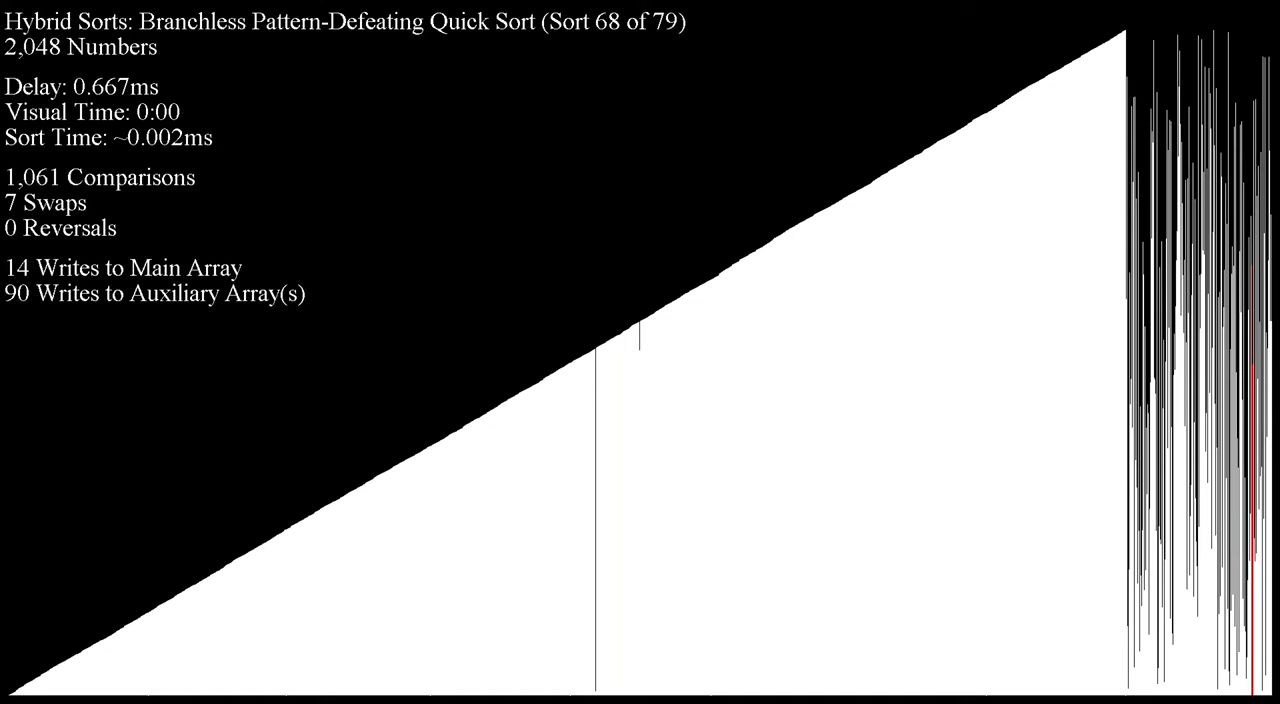 Hybrid Sorts: Branchless Pattern-Defeating Quick Sort (Sort 68 of 79)
2,048 Numbers
Delay: 0.667ms
Visual Time: 0:00
Sort Time: ~0.002ms
1,061 Comparisons
7 Swaps
0 Reversals
14 Writes to Main Array
90 Writes to Auxiliary Array(s)